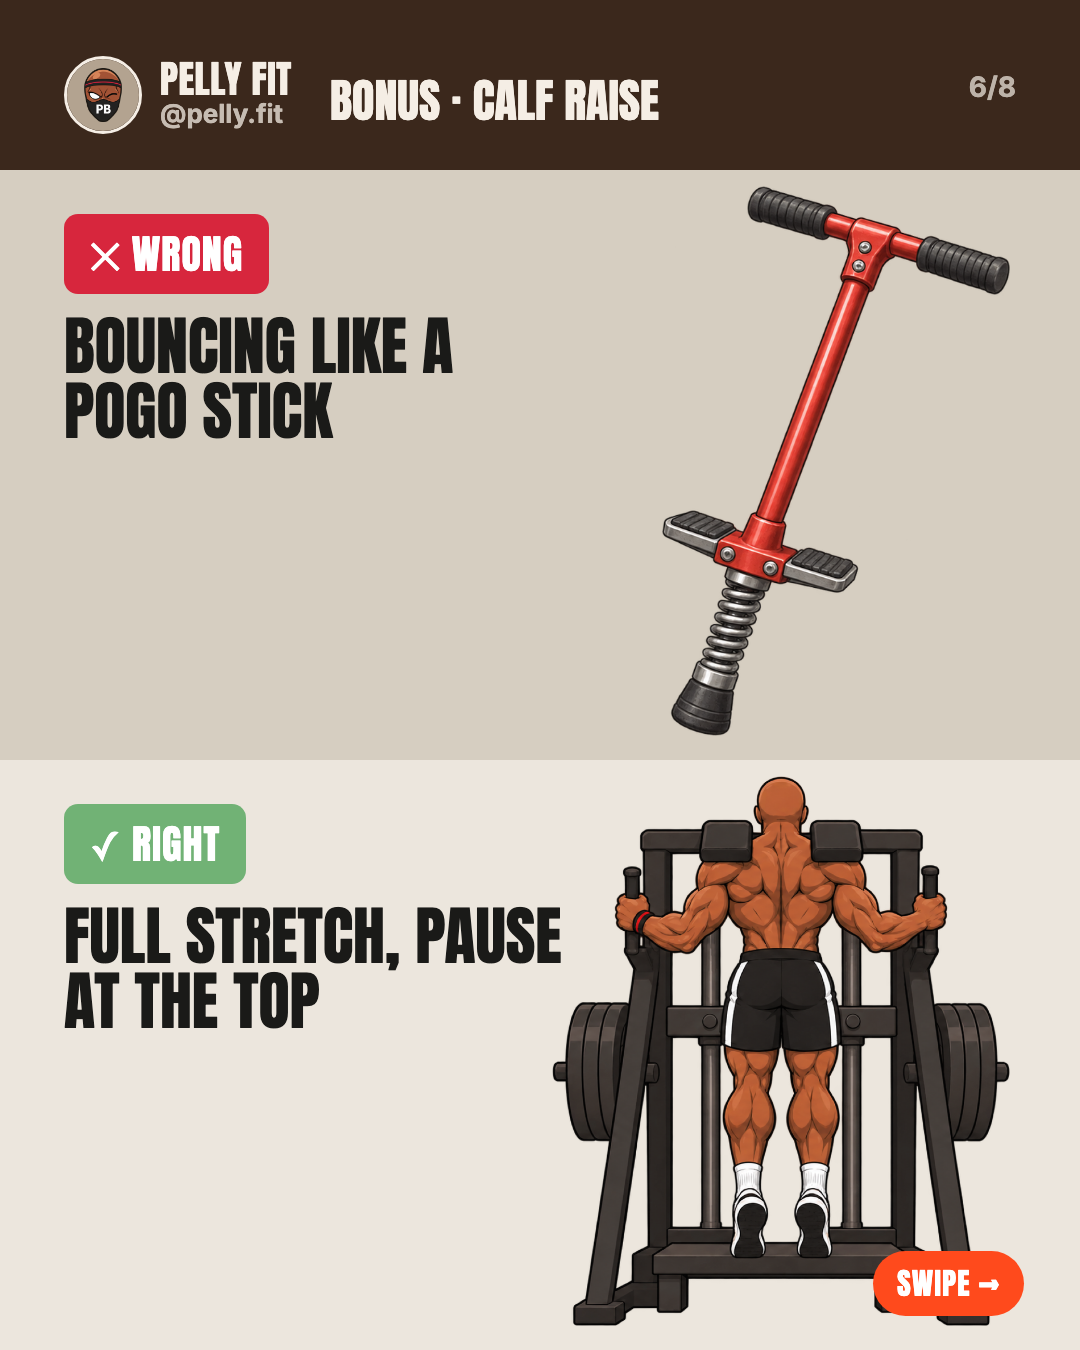 PB
PELLY FIT
@pelly.fit
BONUS · CALF RAISE
6/8
✕ WRONG
BOUNCING LIKE A
POGO STICK
✓ RIGHT
FULL STRETCH, PAUSE
AT THE TOP
SWIPE →